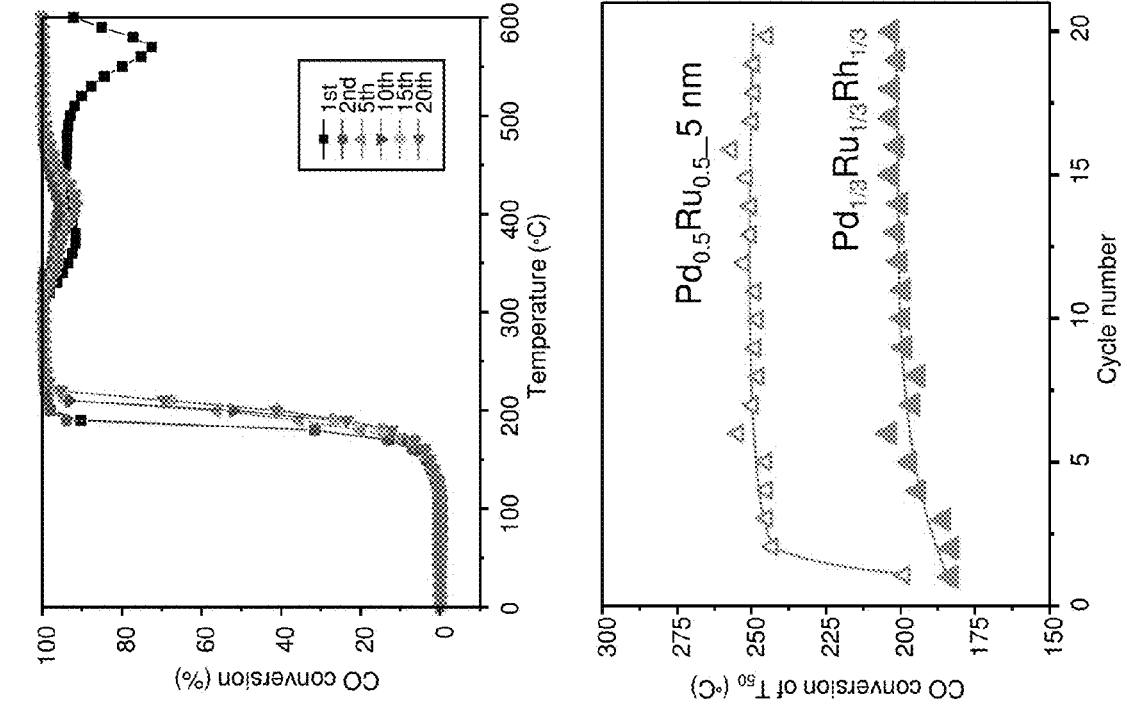 CO conversion (%)
100
80
60
40
20
0
1st
2nd
5th
10th
15th
20th
0 100 200 300 400 500 600
Temperature (°C)
CO conversion of T₅₀ (°C)
300
275
250
225
200
175
150
Pd₀.₅Ru₀.₅_5 nm
Pd₁/₃Ru₁/₃Rh₁/₃
0 5 10 15 20
Cycle number